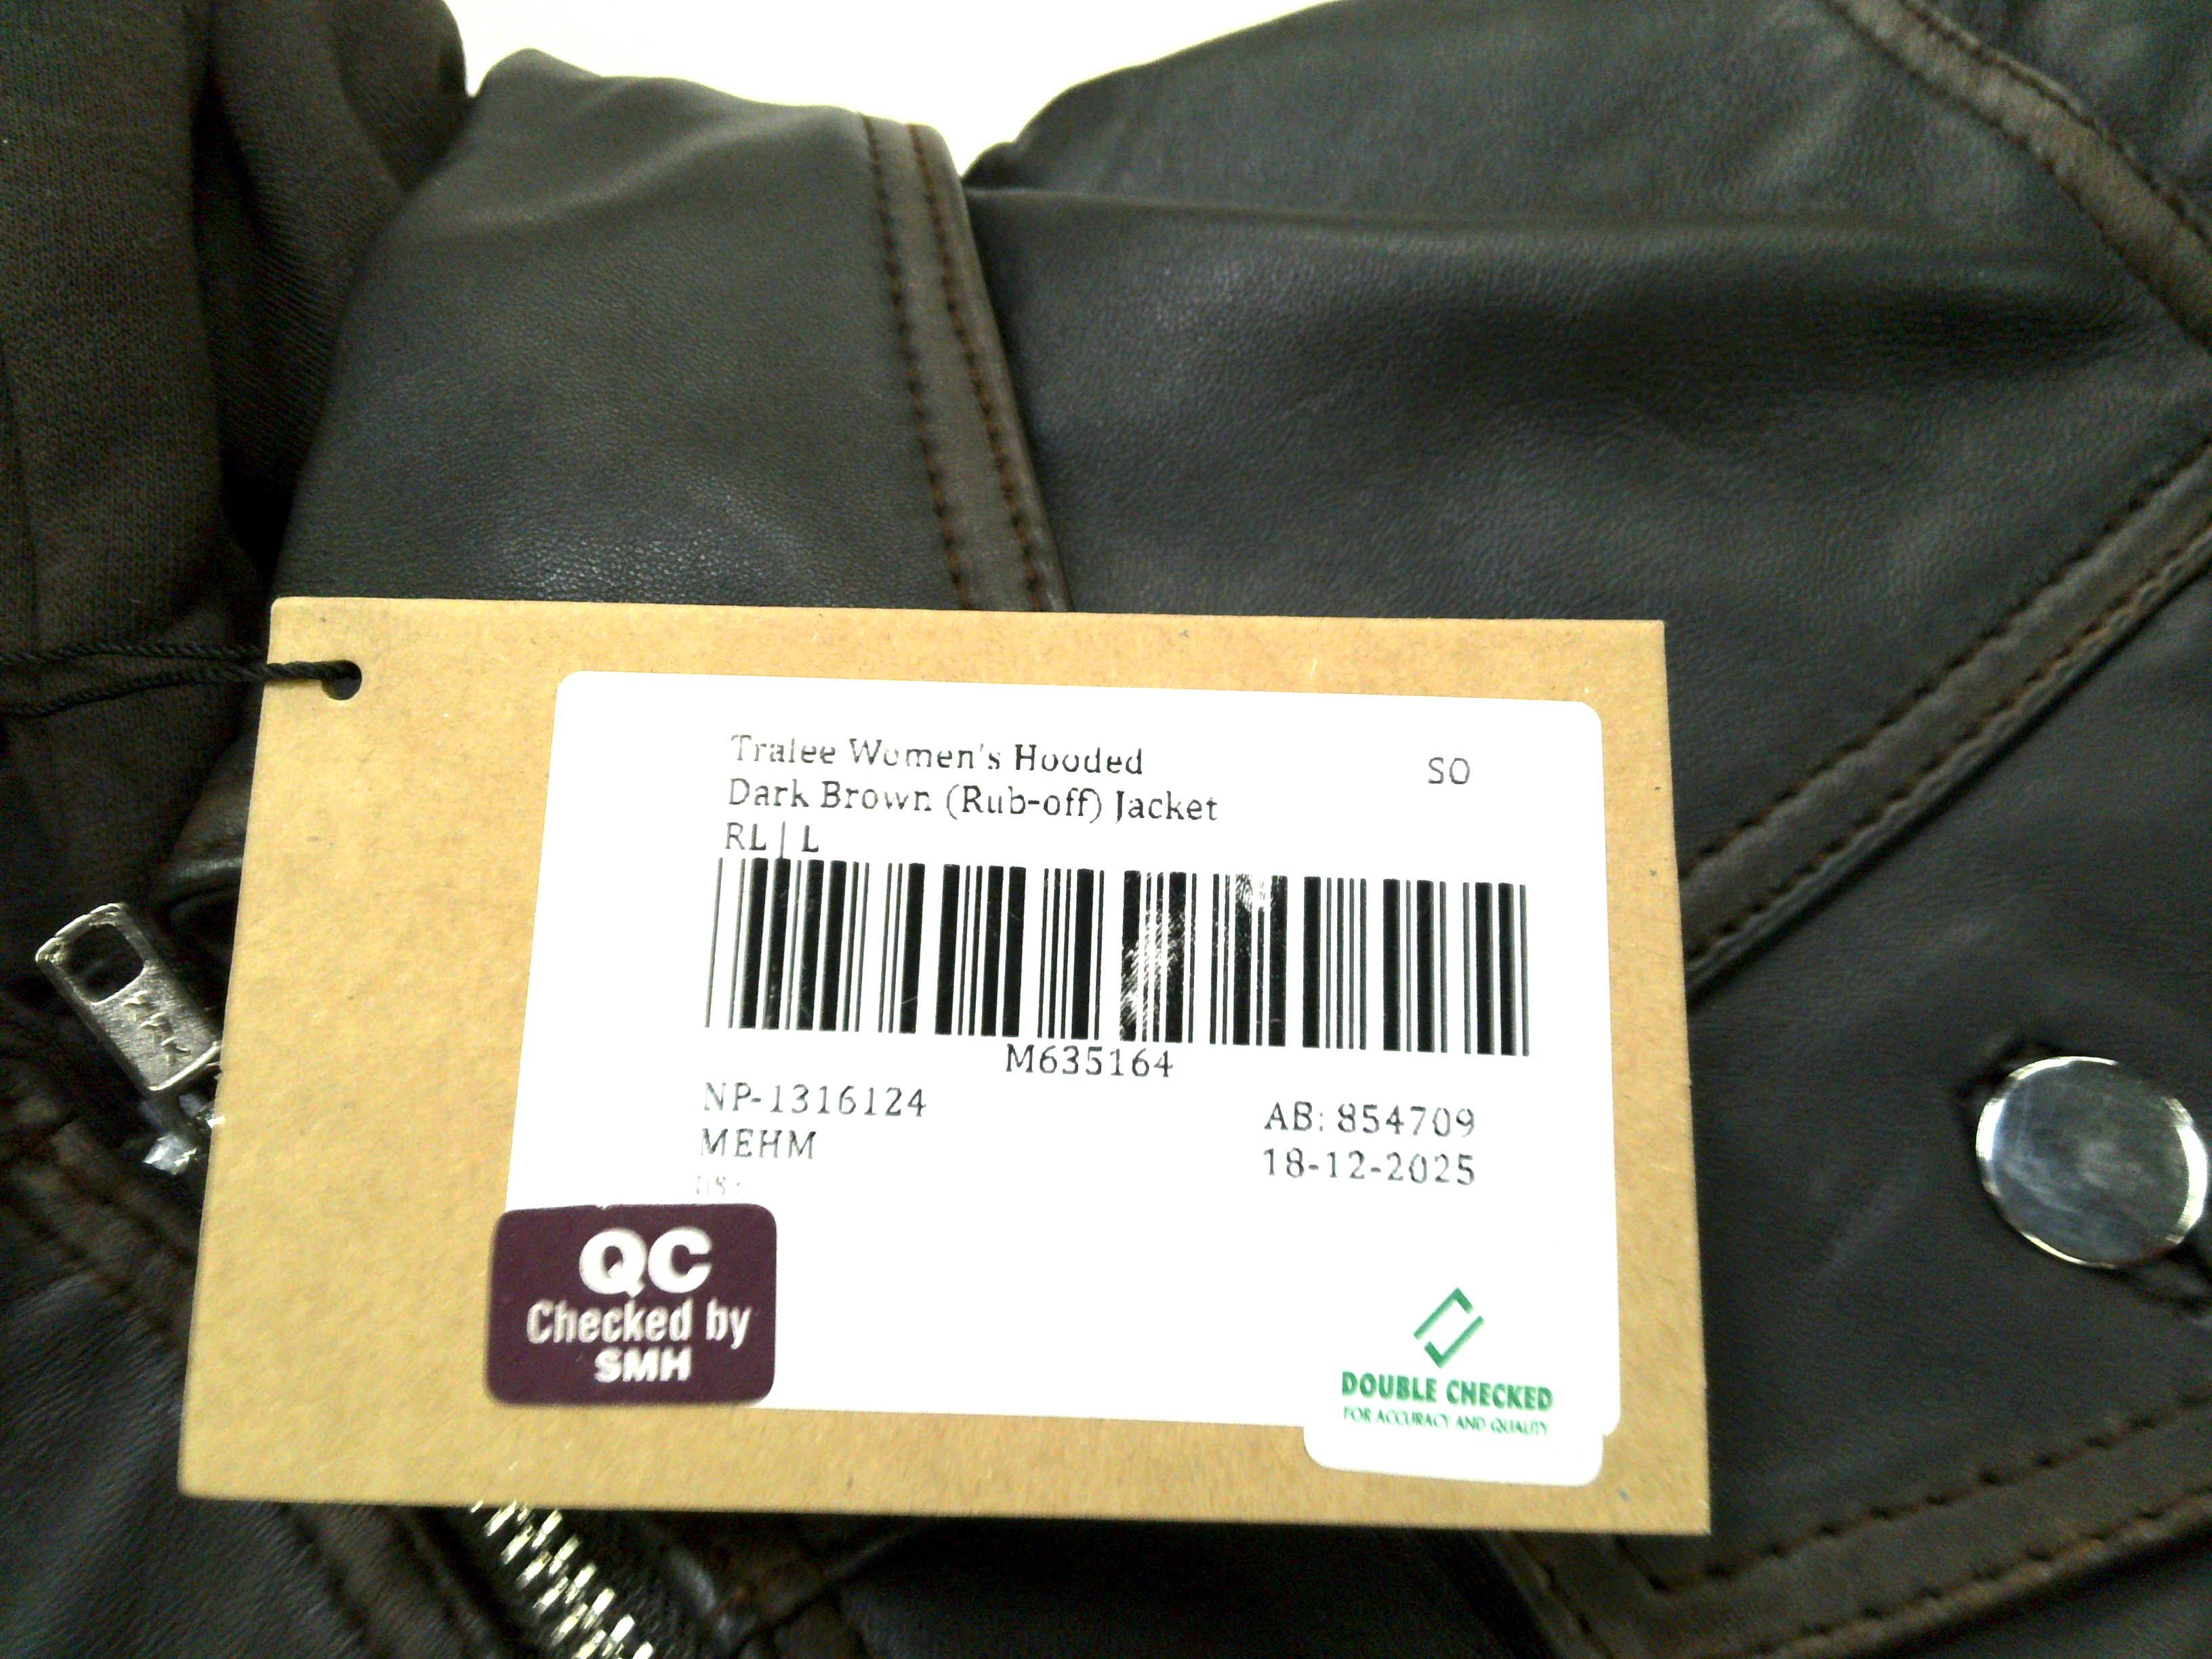 Tralee Women's Hooded
Dark Brown (Rub-off) Jacket
RL | L
SO
M635164
NP-1316124
MEHM
AB: 854709
18-12-2025
QC
Checked by
SMH
DOUBLE CHECKED
FOR ACCURACY AND QUALITY